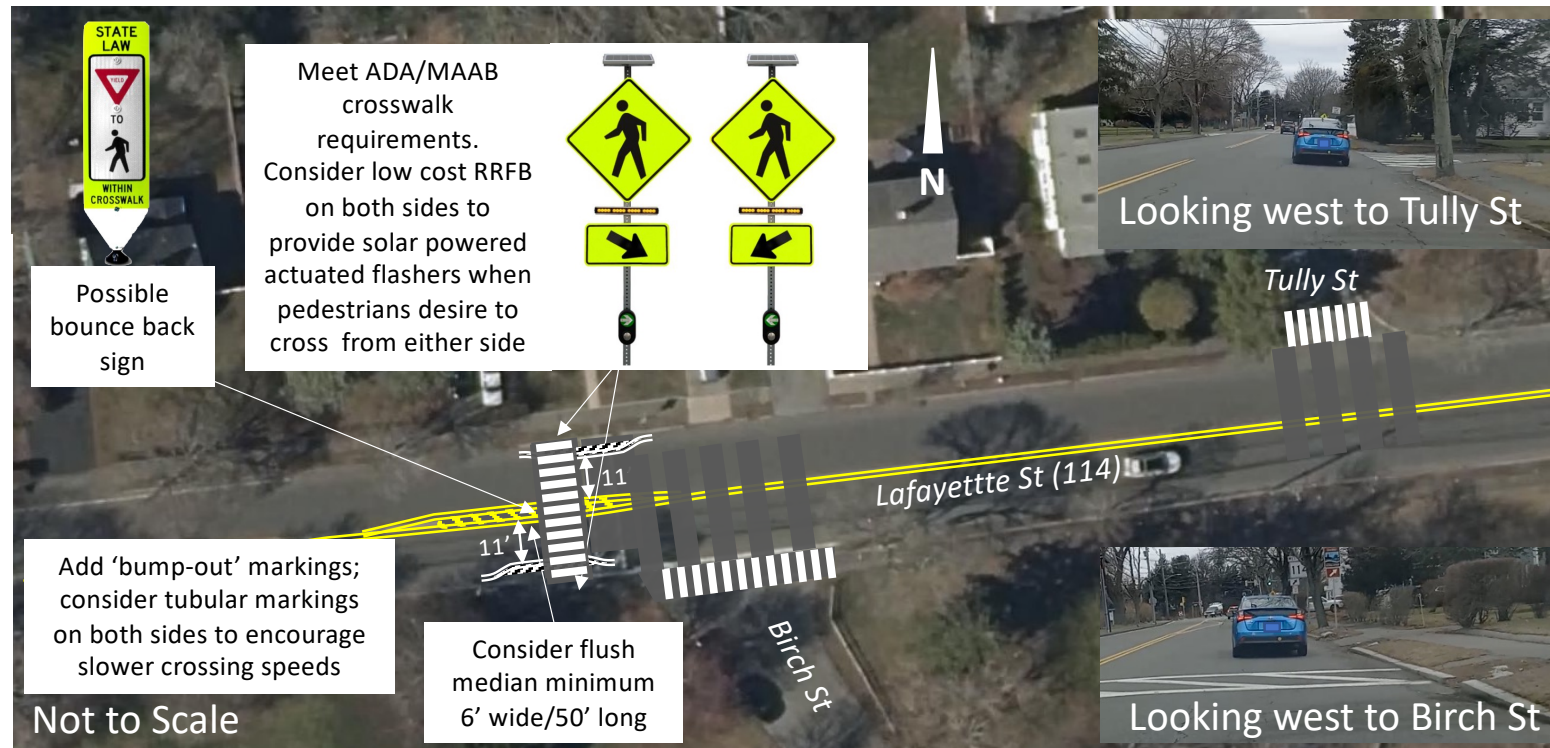 STATE
LAW
YIELD
TO
WITHIN
CROSSWALK
Possible
bounce back
sign
Meet ADA/MAAB
crosswalk
requirements.
Consider low cost RRFB
on both sides to
provide solar powered
actuated flashers when
pedestrians desire to
cross from either side
N
Looking west to Tully St
Tully St
11
Lafayettte St (114)
11’
Add ‘bump-out’ markings;
consider tubular markings
on both sides to encourage
slower crossing speeds
Consider flush
median minimum
6’ wide/50’ long
Birch St
Not to Scale
Looking west to Birch St